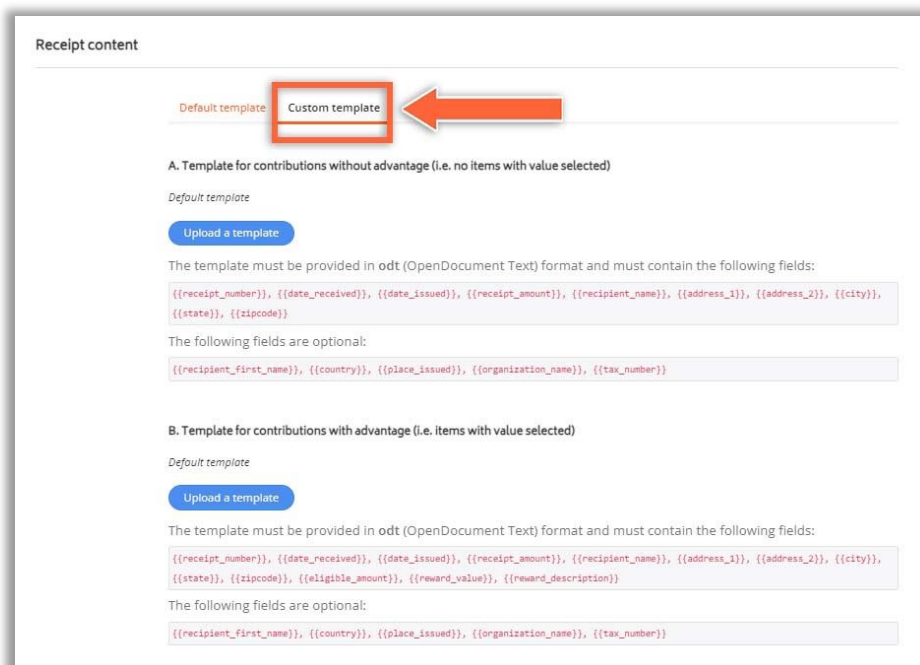 Receipt content
Default template
Custom template
A. Template for contributions without advantage (i.e. no items with value selected)
Default template
Upload a template
The template must be provided in odt (OpenDocument Text) format and must contain the following fields:
{{receipt_number}}, {{date_received}}, {{date_issued}}, {{receipt_amount}}, {{recipient_name}}, {{address_1}}, {{address_2}}, {{city}},
{{state}}, {{zipcode}}
The following fields are optional:
{{recipient_first_name}}, {{country}}, {{place_issued}}, {{organization_name}}, {{tax_number}}
B. Template for contributions with advantage (i.e. items with value selected)
Default template
Upload a template
The template must be provided in odt (OpenDocument Text) format and must contain the following fields:
{{receipt_number}}, {{date_received}}, {{date_issued}}, {{receipt_amount}}, {{recipient_name}}, {{address_1}}, {{address_2}}, {{city}},
{{state}}, {{zipcode}}, {{eligible_amount}}, {{reward_value}}, {{reward_description}}
The following fields are optional:
{{recipient_first_name}}, {{country}}, {{place_issued}}, {{organization_name}}, {{tax_number}}